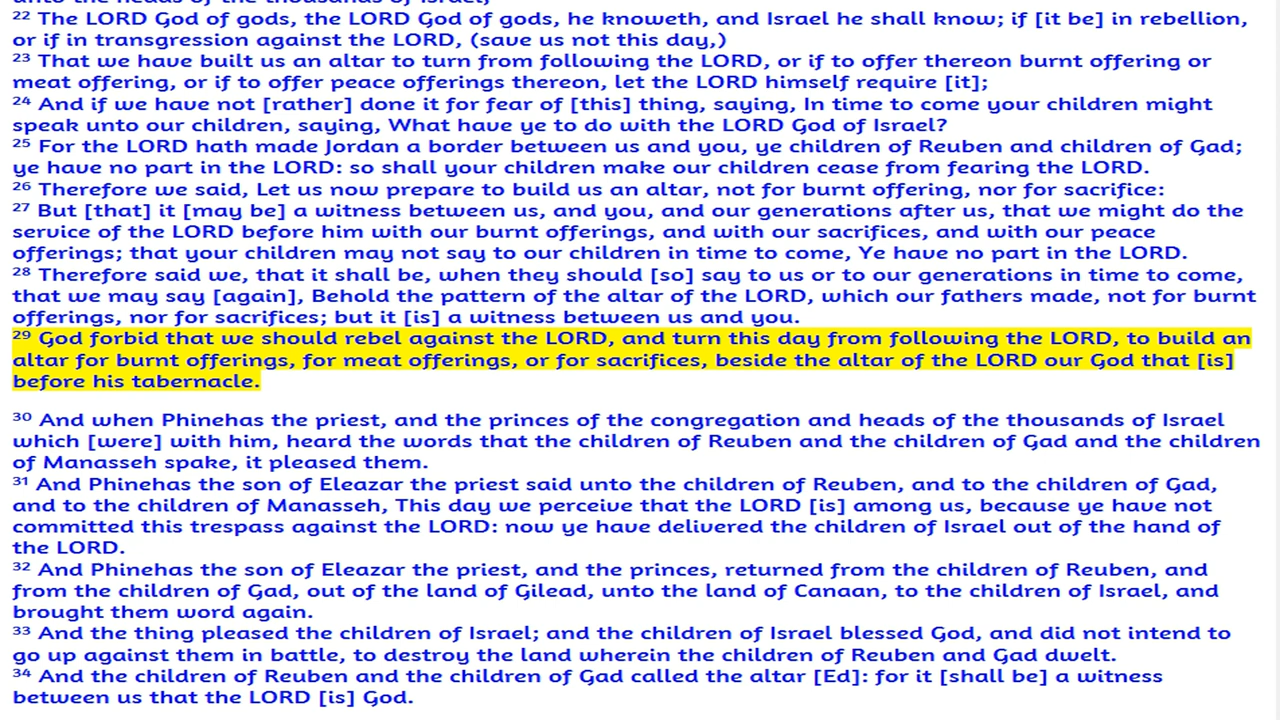 unto the heads of the thousands of Israel,
²² The LORD God of gods, the LORD God of gods, he knoweth, and Israel he shall know; if [it be] in rebellion,
or if in transgression against the LORD, (save us not this day,)
²³ That we have built us an altar to turn from following the LORD, or if to offer thereon burnt offering or
meat offering, or if to offer peace offerings thereon, let the LORD himself require [it];
²⁴ And if we have not [rather] done it for fear of [this] thing, saying, In time to come your children might
speak unto our children, saying, What have ye to do with the LORD God of Israel?
²⁵ For the LORD hath made Jordan a border between us and you, ye children of Reuben and children of Gad;
ye have no part in the LORD: so shall your children make our children cease from fearing the LORD.
²⁶ Therefore we said, Let us now prepare to build us an altar, not for burnt offering, nor for sacrifice:
²⁷ But [that] it [may be] a witness between us, and you, and our generations after us, that we might do the
service of the LORD before him with our burnt offerings, and with our sacrifices, and with our peace
offerings; that your children may not say to our children in time to come, Ye have no part in the LORD.
²⁸ Therefore said we, that it shall be, when they should [so] say to us or to our generations in time to come,
that we may say [again], Behold the pattern of the altar of the LORD, which our fathers made, not for burnt
offerings, nor for sacrifices; but it [is] a witness between us and you.
²⁹ God forbid that we should rebel against the LORD, and turn this day from following the LORD, to build an
altar for burnt offerings, for meat offerings, or for sacrifices, beside the altar of the LORD our God that [is]
before his tabernacle.
³⁰ And when Phinehas the priest, and the princes of the congregation and heads of the thousands of Israel
which [were] with him, heard the words that the children of Reuben and the children of Gad and the children
of Manasseh spake, it pleased them.
³¹ And Phinehas the son of Eleazar the priest said unto the children of Reuben, and to the children of Gad,
and to the children of Manasseh, This day we perceive that the LORD [is] among us, because ye have not
committed this trespass against the LORD: now ye have delivered the children of Israel out of the hand of
the LORD.
³² And Phinehas the son of Eleazar the priest, and the princes, returned from the children of Reuben, and
from the children of Gad, out of the land of Gilead, unto the land of Canaan, to the children of Israel, and
brought them word again.
³³ And the thing pleased the children of Israel; and the children of Israel blessed God, and did not intend to
go up against them in battle, to destroy the land wherein the children of Reuben and Gad dwelt.
³⁴ And the children of Reuben and the children of Gad called the altar [Ed]: for it [shall be] a witness
between us that the LORD [is] God.